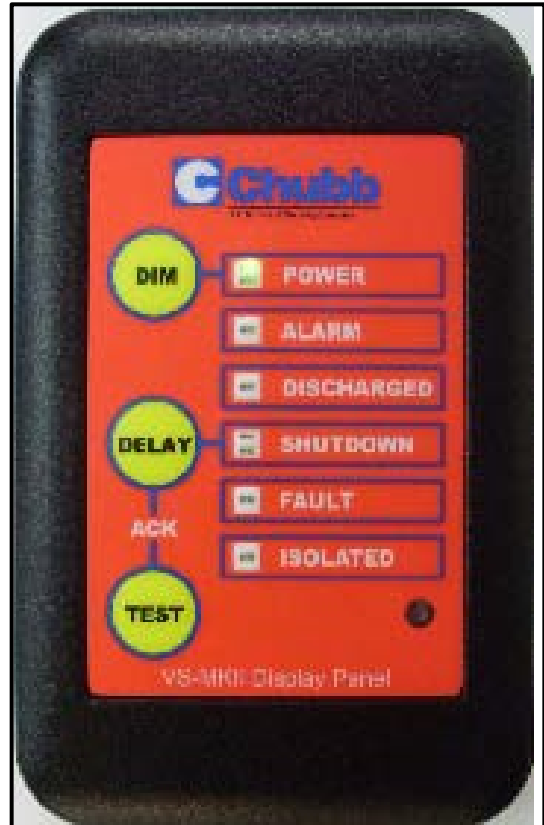 Chubb
DIM
POWER
ALARM
DISCHARGED
DELAY
SHUTDOWN
FAULT
ACK
ISOLATED
TEST
VS-MKII Display Panel